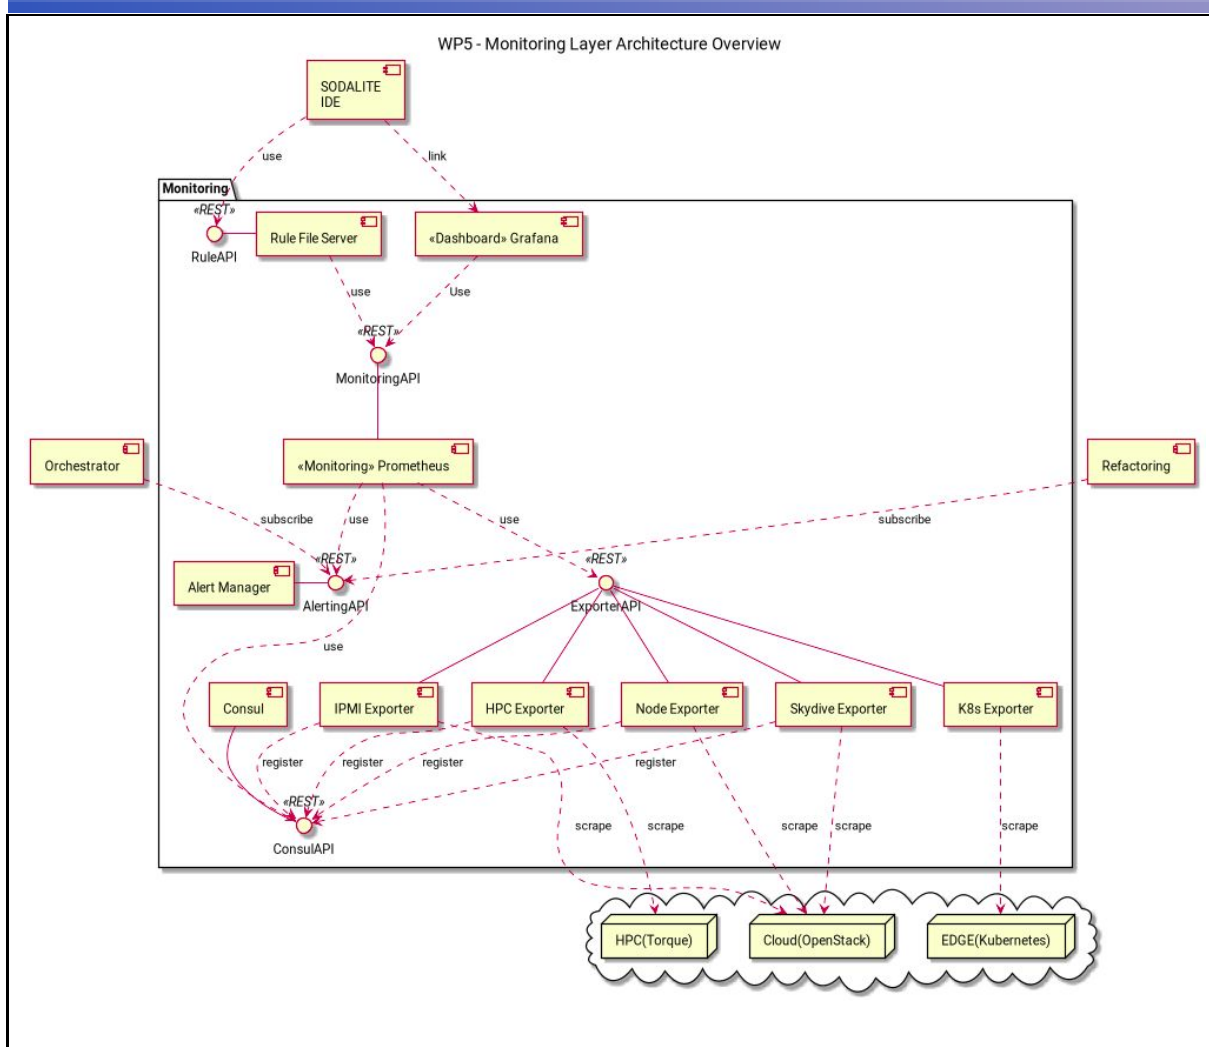 WP5 - Monitoring Layer Architecture Overview
SODALITE
IDE
use
link
Monitoring
«REST»
Rule File Server
«Dashboard» Grafana
RuleAPI
use
Use
«REST»
MonitoringAPI
Orchestrator
«Monitoring» Prometheus
Refactoring
subscribe
use
use
subscribe
«REST»
«REST»
Alert Manager
AlertingAPI
ExporterAPI
use
Consul
IPMI Exporter
HPC Exporter
Node Exporter
Skydive Exporter
K8s Exporter
register
register
register
register
«REST»
ConsulAPI
scrape
scrape
scrape
scrape
scrape
HPC(Torque)
Cloud(OpenStack)
EDGE(Kubernetes)